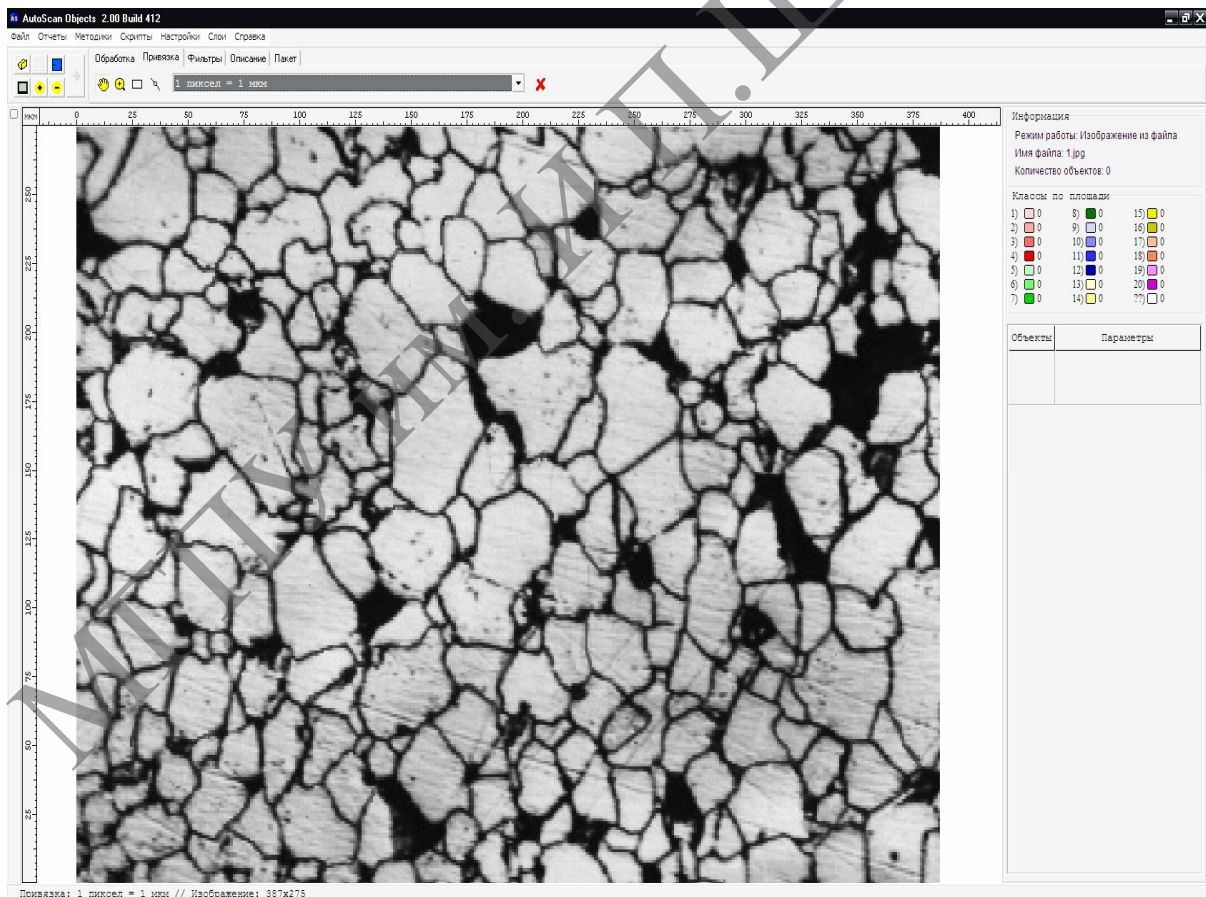 AutoScan Objects 2.00 Build 412
Файл Отчеты Методики Скрипты Настройки Слои Справка
Обработка Привязка Фильтры Описание Пакет
1 пиксел = 1 мкм
мкм 0 25 50 75 100 125 150 175 200 225 250 275 300 325 350 375 400
250
225
200
175
150
125
100
75
50
25
Информация
Режим работы: Изображение из файла
Имя файла: 1.jpg
Количество объектов: 0
Классы по площади
1) 0 8) 0 15) 0
2) 0 9) 0 16) 0
3) 0 10) 0 17) 0
4) 0 11) 0 18) 0
5) 0 12) 0 19) 0
6) 0 13) 0 20) 0
7) 0 14) 0 ??) 0
Объекты Параметры
МГПУ им. И.П.
Привязка: 1 пиксел = 1 мкм // Изображение: 387x275